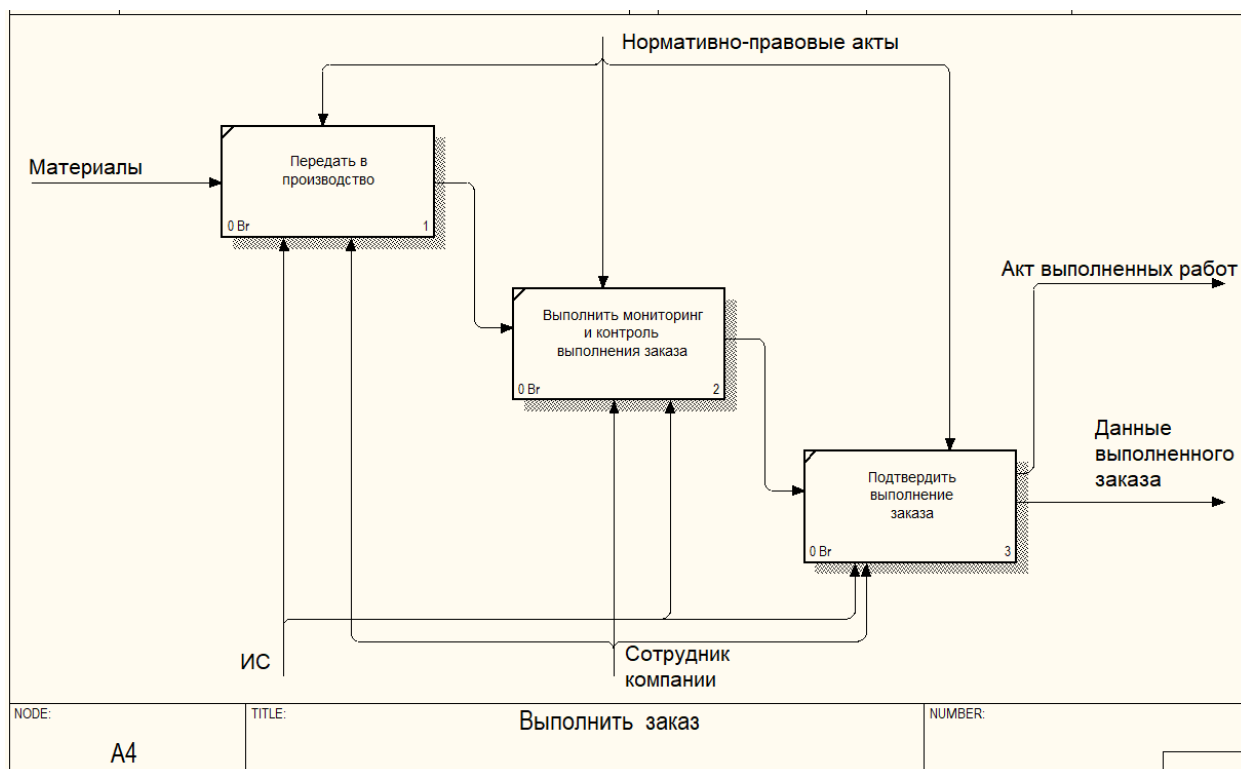 Нормативно-правовые акты
Материалы
Передать в
производство
0 Br
1
Выполнить мониторинг
и контроль
выполнения заказа
0 Br
2
Акт выполненных работ
Данные
выполненного
заказа
Подтвердить
выполнение
заказа
0 Br
3
ИС
Сотрудник
компании
NODE:
TITLE:
Выполнить заказ
NUMBER:
A4